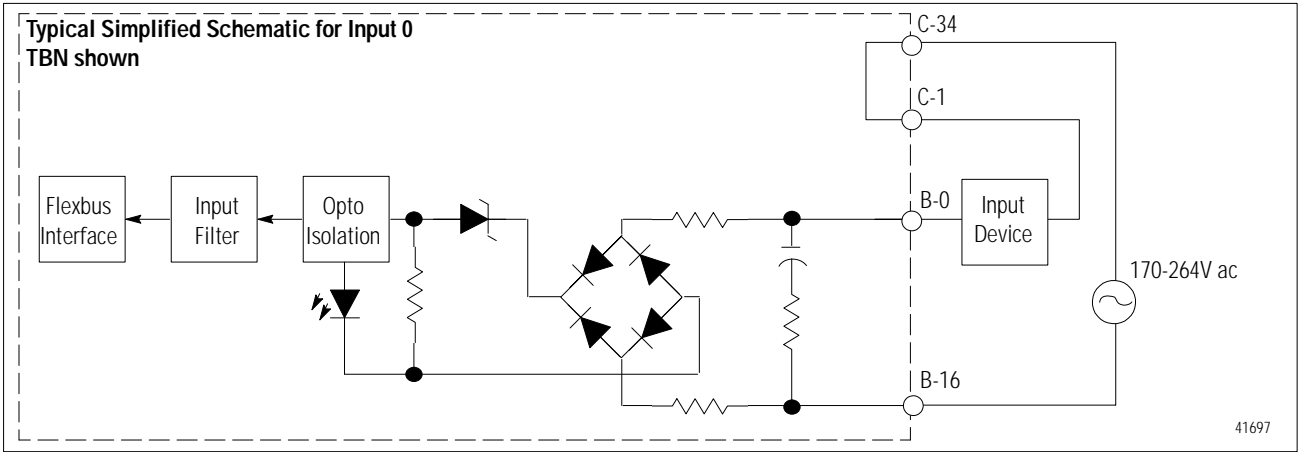 Typical Simplified Schematic for Input 0
TBN shown
C-34
C-1
B-0
Flexbus
Interface
Input
Filter
Opto
Isolation
Input
Device
170-264V ac
B-16
41697